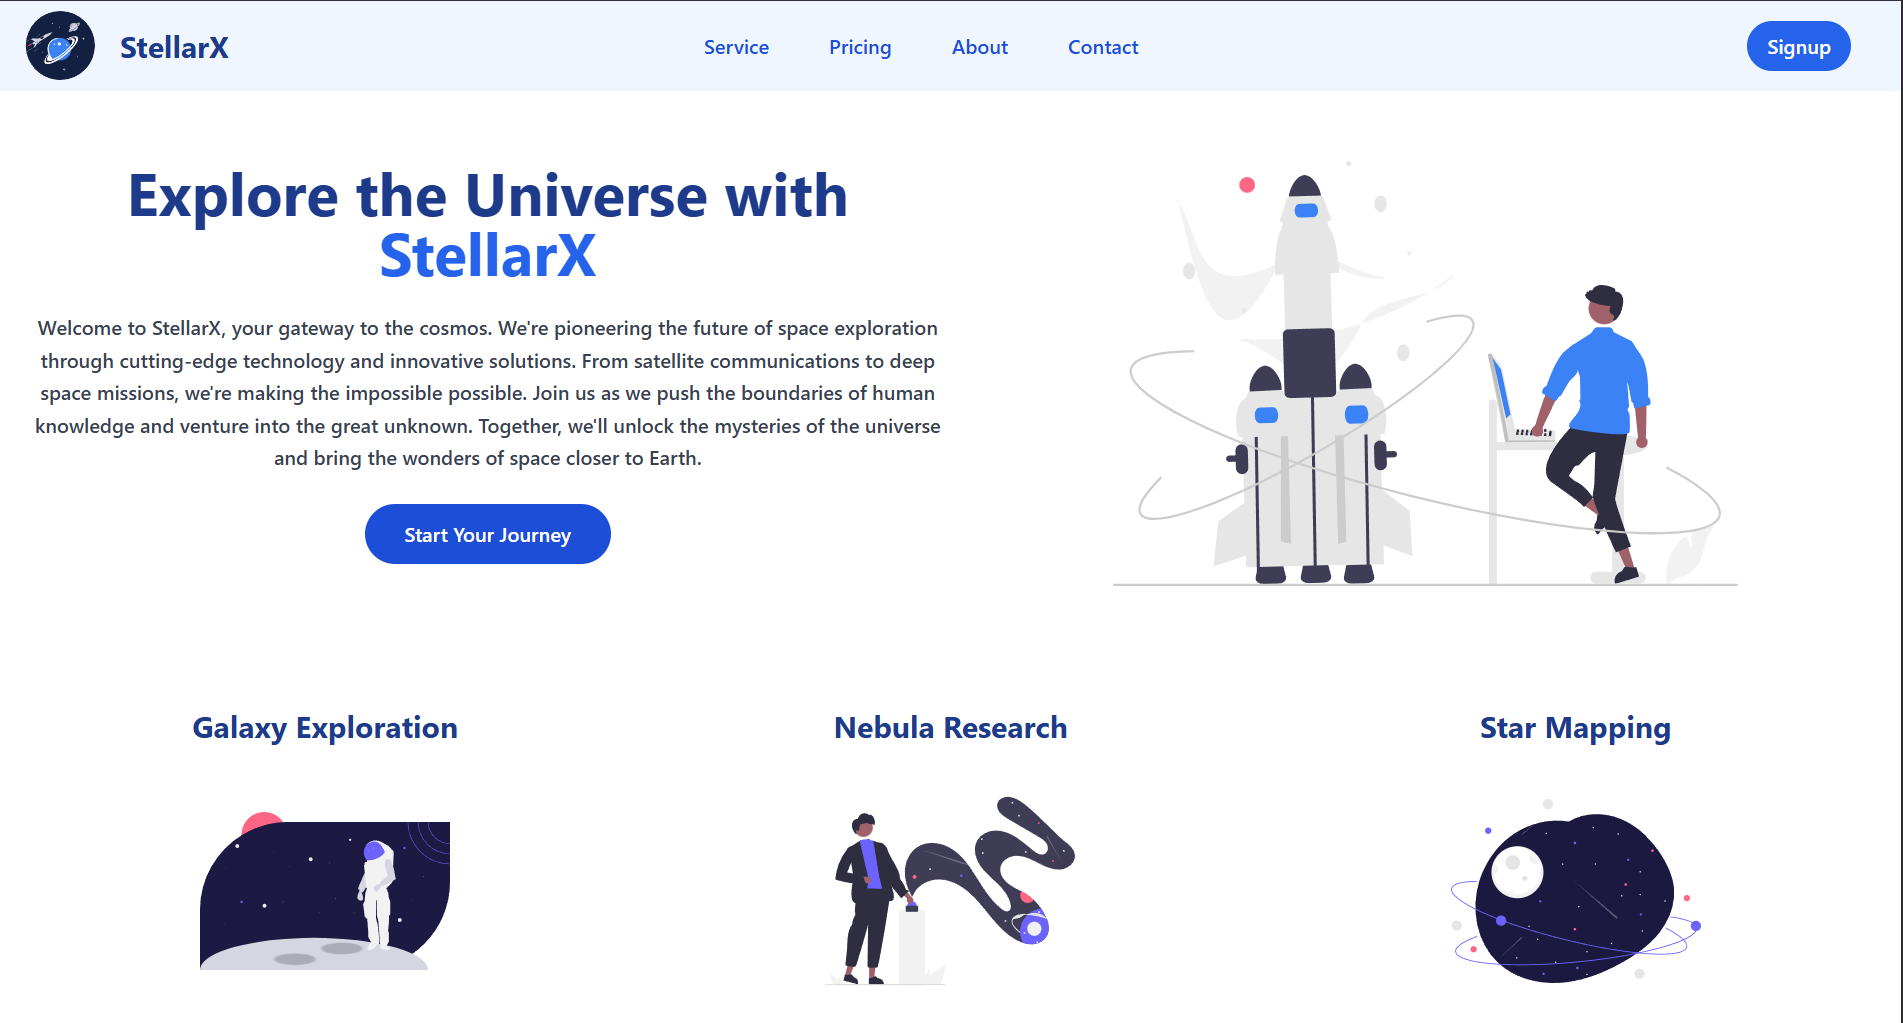 StellarX
Service
Pricing
About
Contact
Signup
Explore the Universe with
StellarX
Welcome to StellarX, your gateway to the cosmos. We're pioneering the future of space exploration
through cutting-edge technology and innovative solutions. From satellite communications to deep
space missions, we're making the impossible possible. Join us as we push the boundaries of human
knowledge and venture into the great unknown. Together, we'll unlock the mysteries of the universe
and bring the wonders of space closer to Earth.
Start Your Journey
Galaxy Exploration
Nebula Research
Star Mapping